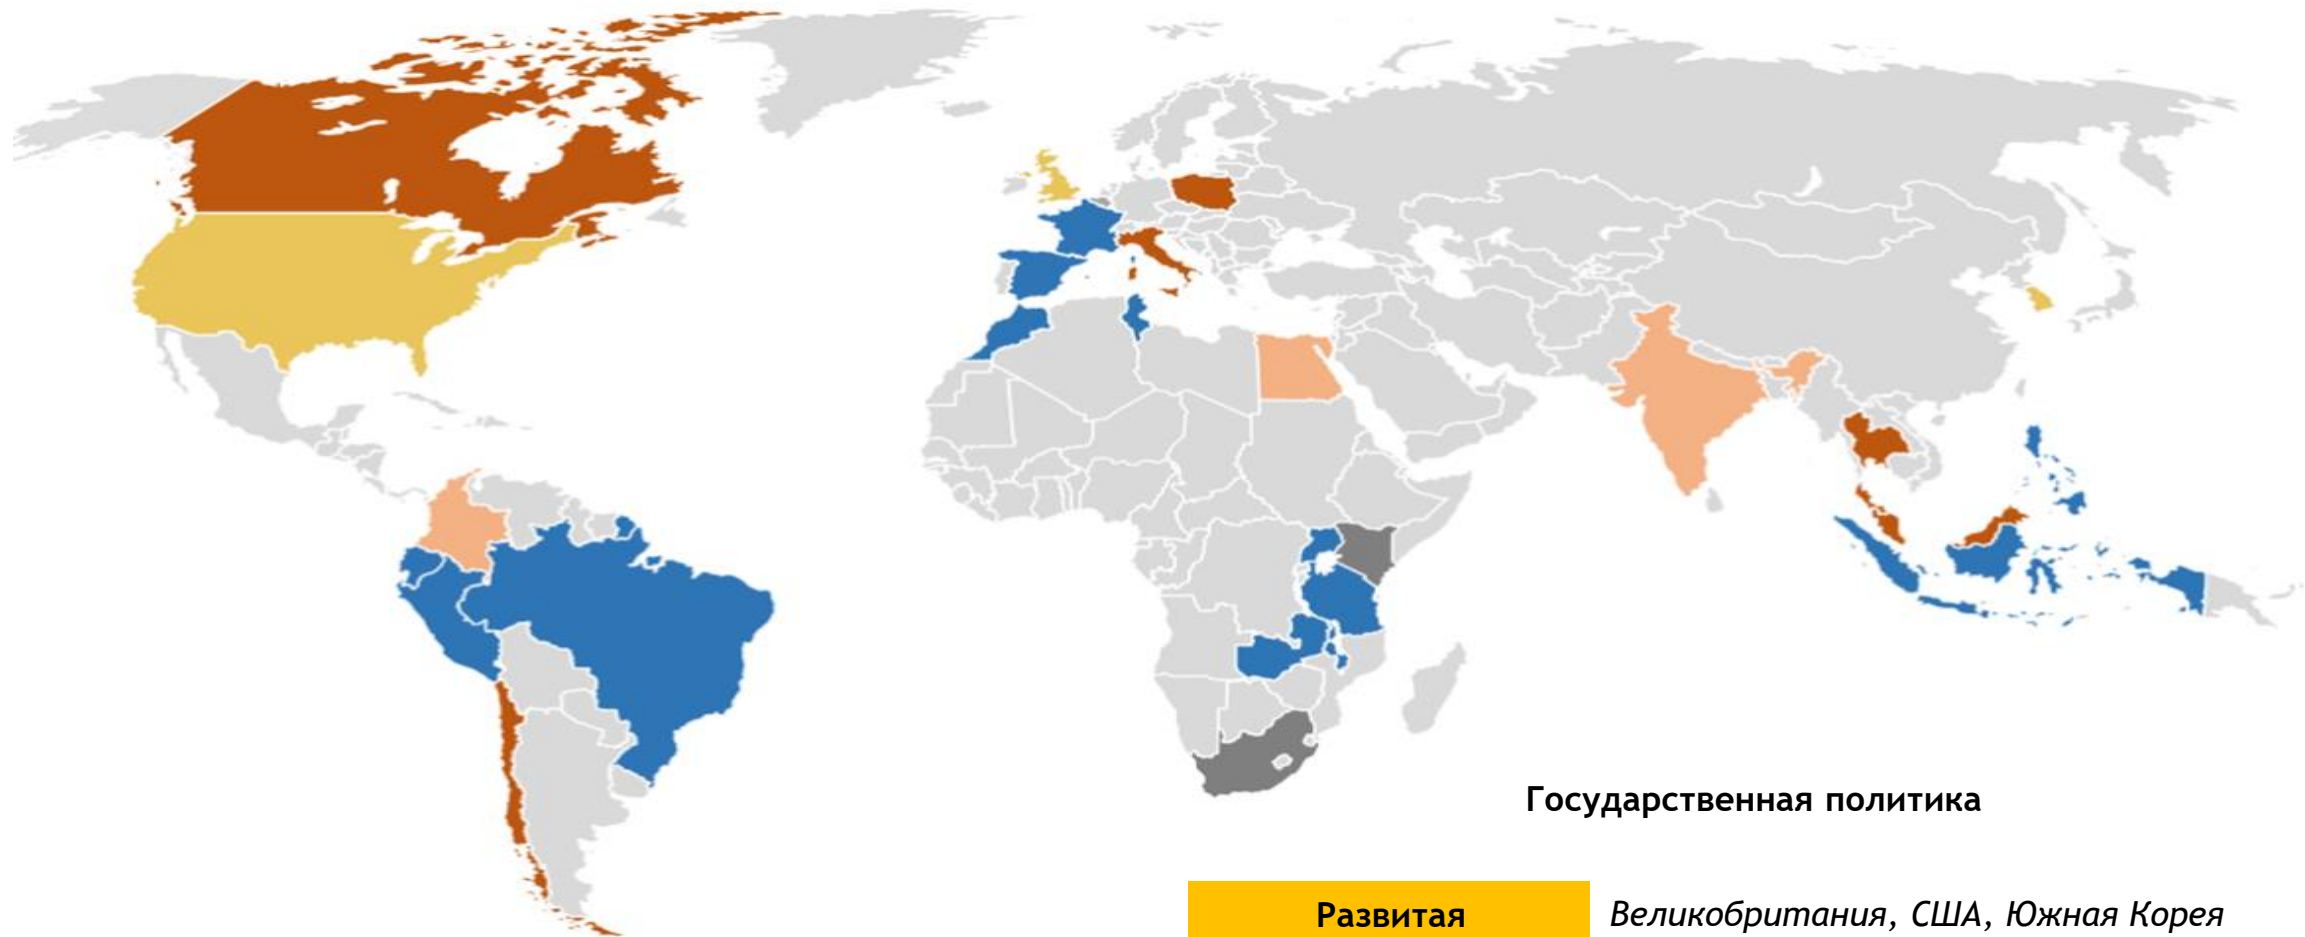 Государственная политика
Развитая
Великобритания, США, Южная Корея